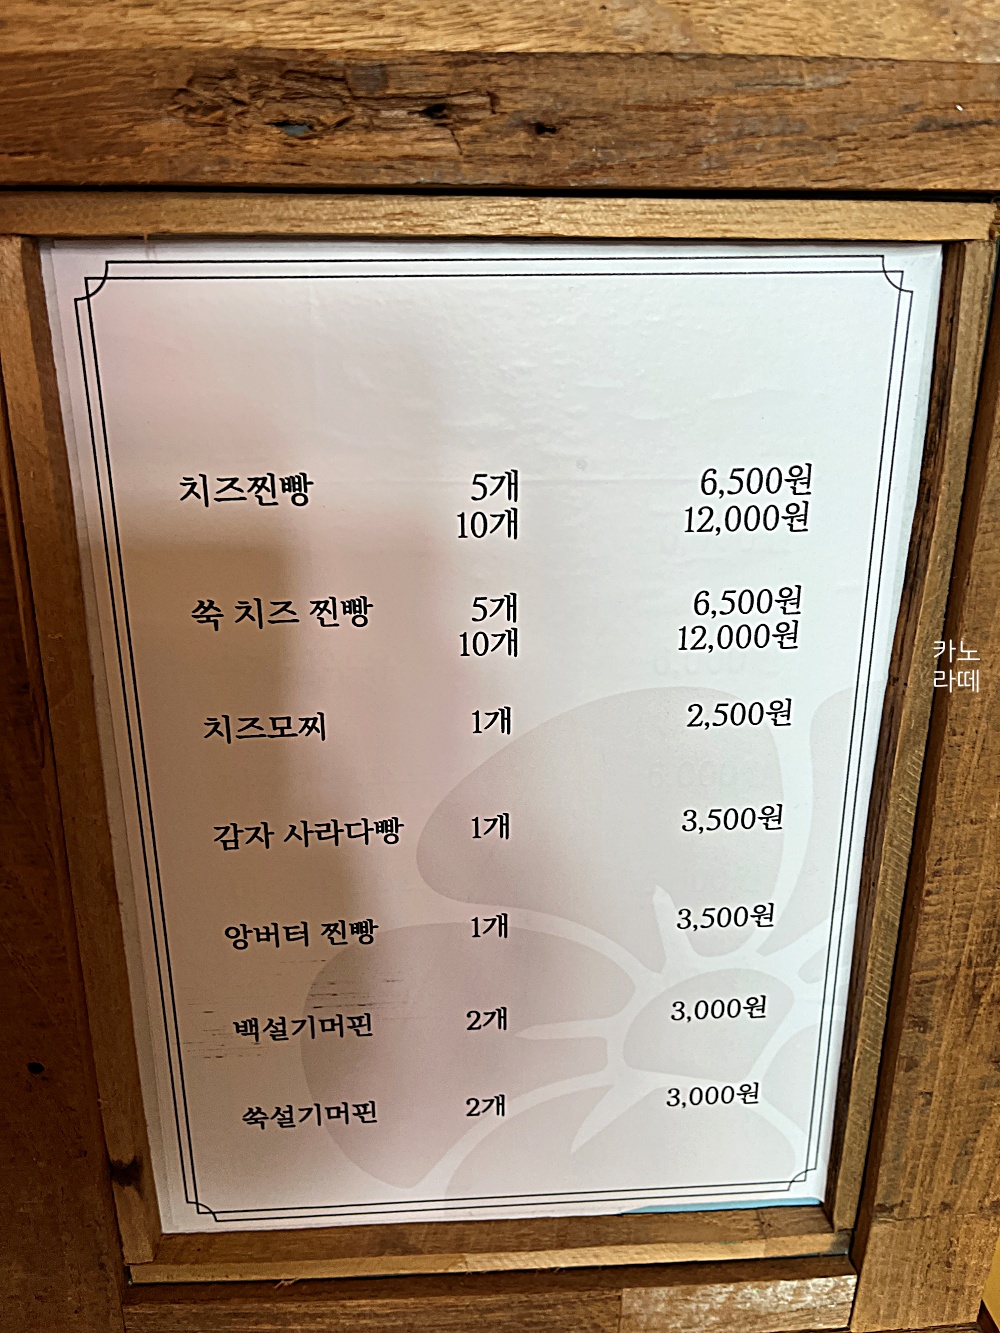 치즈찐빵 5개 6,500원
10개 12,000원
쑥 치즈 찐빵 5개 6,500원
10개 12,000원
치즈모찌 1개 2,500원
감자 사라다빵 1개 3,500원
앙버터 찐빵 1개 3,500원
백설기머핀 2개 3,000원
쑥설기머핀 2개 3,000원
카노
라떼